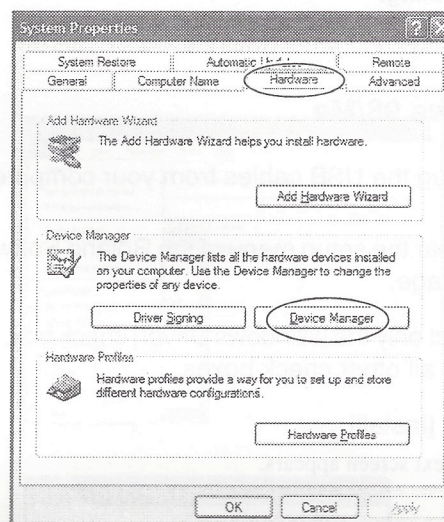 System Properties
System Restore Automatic Updates Remote
General Computer Name Hardware Advanced
Add Hardware Wizard
The Add Hardware Wizard helps you install hardware.
Add Hardware Wizard
Device Manager
The Device Manager lists all the hardware devices installed
on your computer. Use the Device Manager to change the
properties of any device.
Driver Signing Device Manager
Hardware Profiles
Hardware profiles provide a way for you to set up and store
different hardware configurations.
Hardware Profiles
OK Cancel Apply